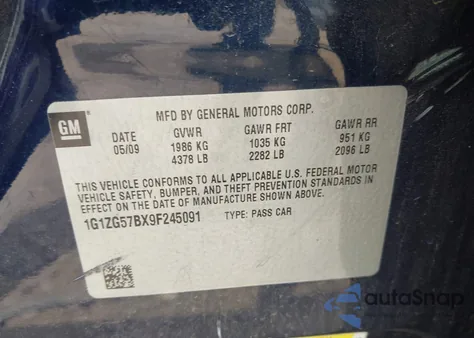 GM
MFD BY GENERAL MOTORS CORP.
DATE GVWR GAWR FRT GAWR RR
05/09 1986 KG 1035 KG 951 KG
4378 LB 2282 LB 2096 LB
THIS VEHICLE CONFORMS TO ALL APPLICABLE U.S. FEDERAL MOTOR
VEHICLE SAFETY, BUMPER, AND THEFT PREVENTION STANDARDS IN
EFFECT ON THE DATE OF MANUFACTURE SHOWN ABOVE.
1G1ZG57BX9F245091 TYPE: PASS CAR
autoSnap